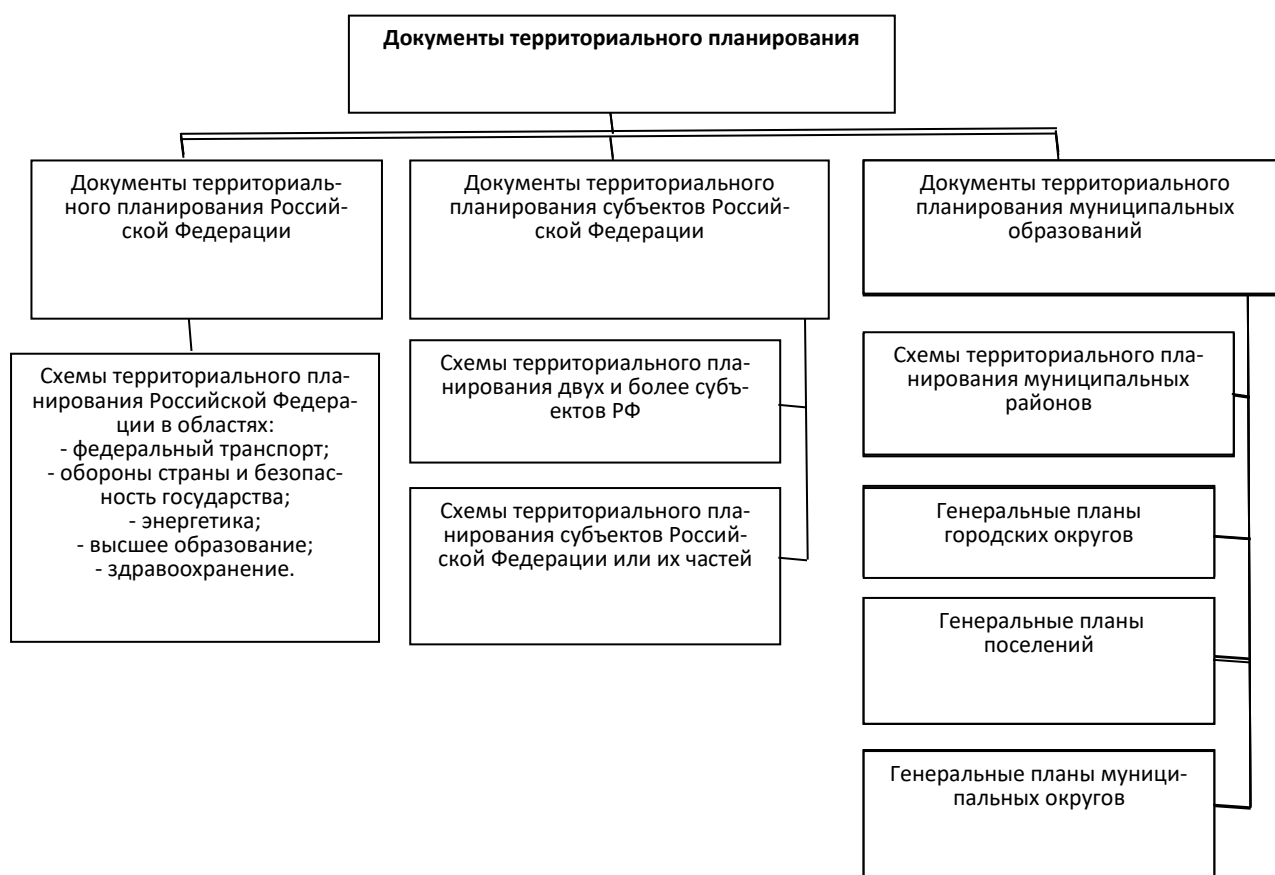 Документы территориального планирования
Документы территориаль-
ного планирования Россий-
ской Федерации
Документы территориального
планирования субъектов Россий-
ской Федерации
Документы территориального
планирования муниципальных
образований
Схемы территориального пла-
нирования Российской Федера-
ции в областях:
- федеральный транспорт;
- обороны страны и безопас-
ность государства;
- энергетика;
- высшее образование;
- здравоохранение.
Схемы территориального пла-
нирования двух и более субъ-
ектов РФ
Схемы территориального пла-
нирования субъектов Россий-
ской Федерации или их частей
Схемы территориального пла-
нирования муниципальных
районов
Генеральные планы
городских округов
Генеральные планы
поселений
Генеральные планы муници-
пальных округов